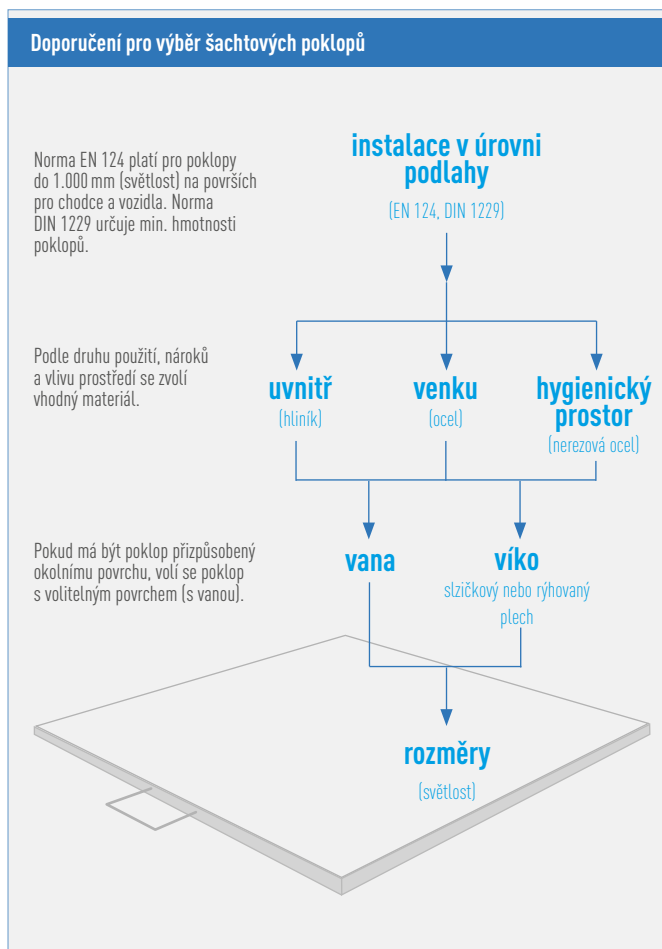 Doporučení pro výběr šachtových poklopů
Norma EN 124 platí pro poklopy
do 1.000 mm (světlost) na površích
pro chodce a vozidla. Norma
DIN 1229 určuje min. hmotnosti
poklopů.
instalace v úrovni
podlahy
(EN 124, DIN 1229)
Podle druhu použití, nároků
a vlivu prostředí se zvolí
vhodný materiál.
uvnitř
(hliník)
venku
(ocel)
hygienický
prostor
(nerezová ocel)
Pokud má být poklop přizpůsobený
okolnímu povrchu, volí se poklop
s volitelným povrchem (s vanou).
vana
víko
slzičkový nebo rýhovaný
plech
rozměry
(světlost)